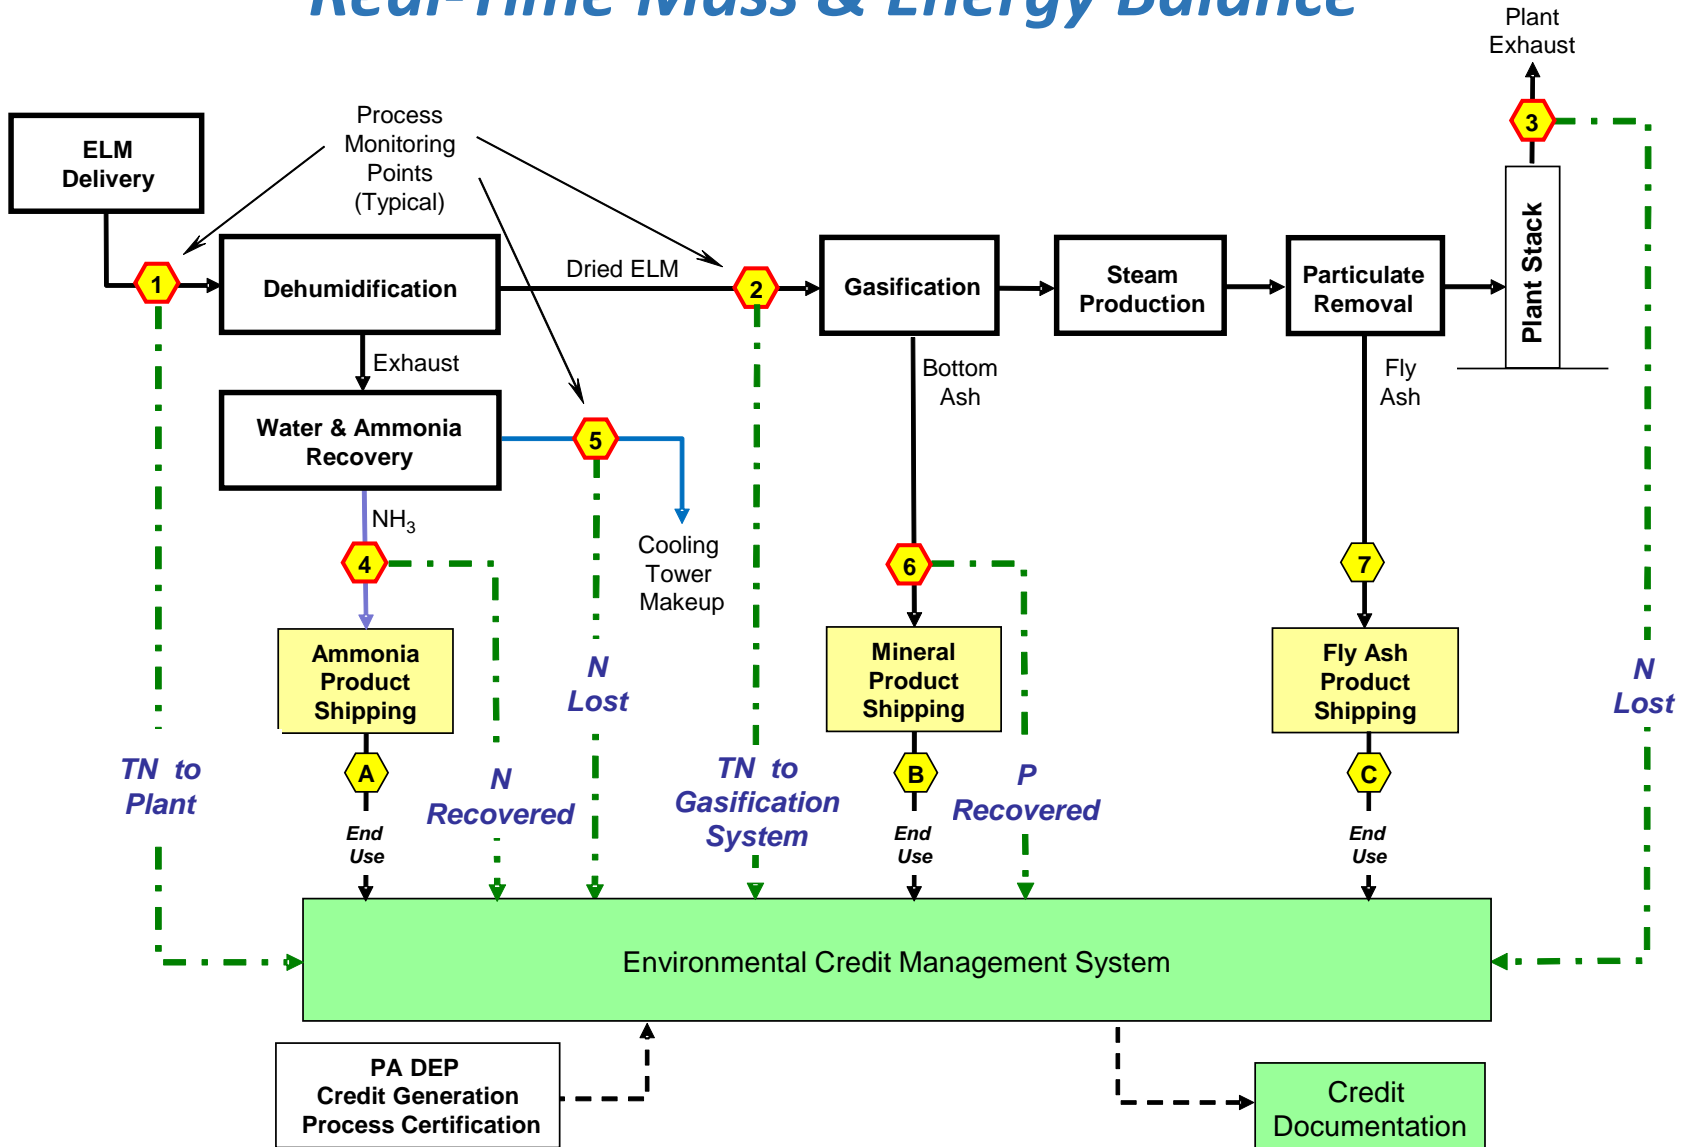 Real-Time Mass & Energy Balance
Plant
Exhaust
3
ELM
Delivery
Process
Monitoring
Points
(Typical)
1
Dehumidification
Dried ELM
2
Gasification
Steam
Production
Particulate
Removal
Plant Stack
Exhaust
Bottom
Ash
Fly
Ash
Water & Ammonia
Recovery
5
NH3
4
Cooling
Tower
Makeup
6
7
Ammonia
Product
Shipping
N
Lost
Mineral
Product
Shipping
Fly Ash
Product
Shipping
N
Lost
A
B
C
TN to
Plant
N
Recovered
TN to
Gasification
System
P
Recovered
End
Use
End
Use
End
Use
Environmental Credit Management System
PA DEP
Credit Generation
Process Certification
Credit
Documentation